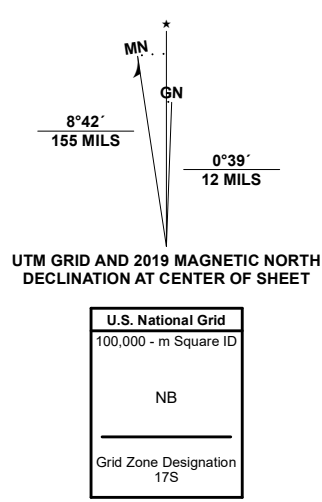 MN
GN
8°42´
155 MILS
0°39´
12 MILS
UTM GRID AND 2019 MAGNETIC NORTH
DECLINATION AT CENTER OF SHEET
U.S. National Grid
100,000 - m Square ID
NB
Grid Zone Designation
17S